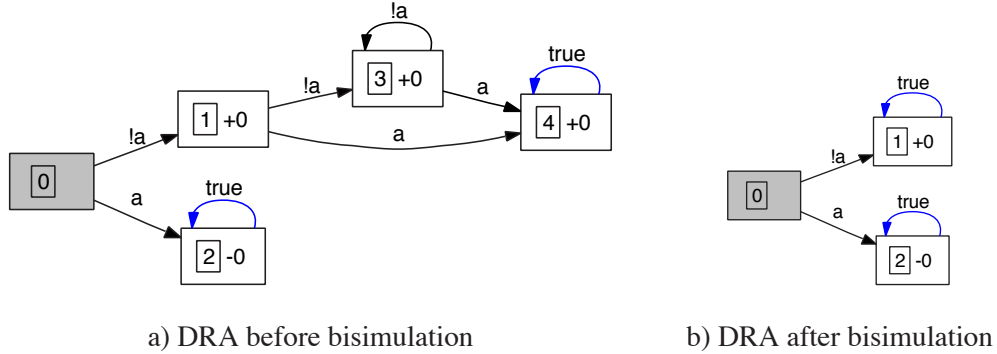 !a
true
3 +0
!a
a
true
1 +0
4 +0
!a
a
true
1 +0
!a
0
0
a
true
a
true
2 -0
2 -0
a) DRA before bisimulation
b) DRA after bisimulation